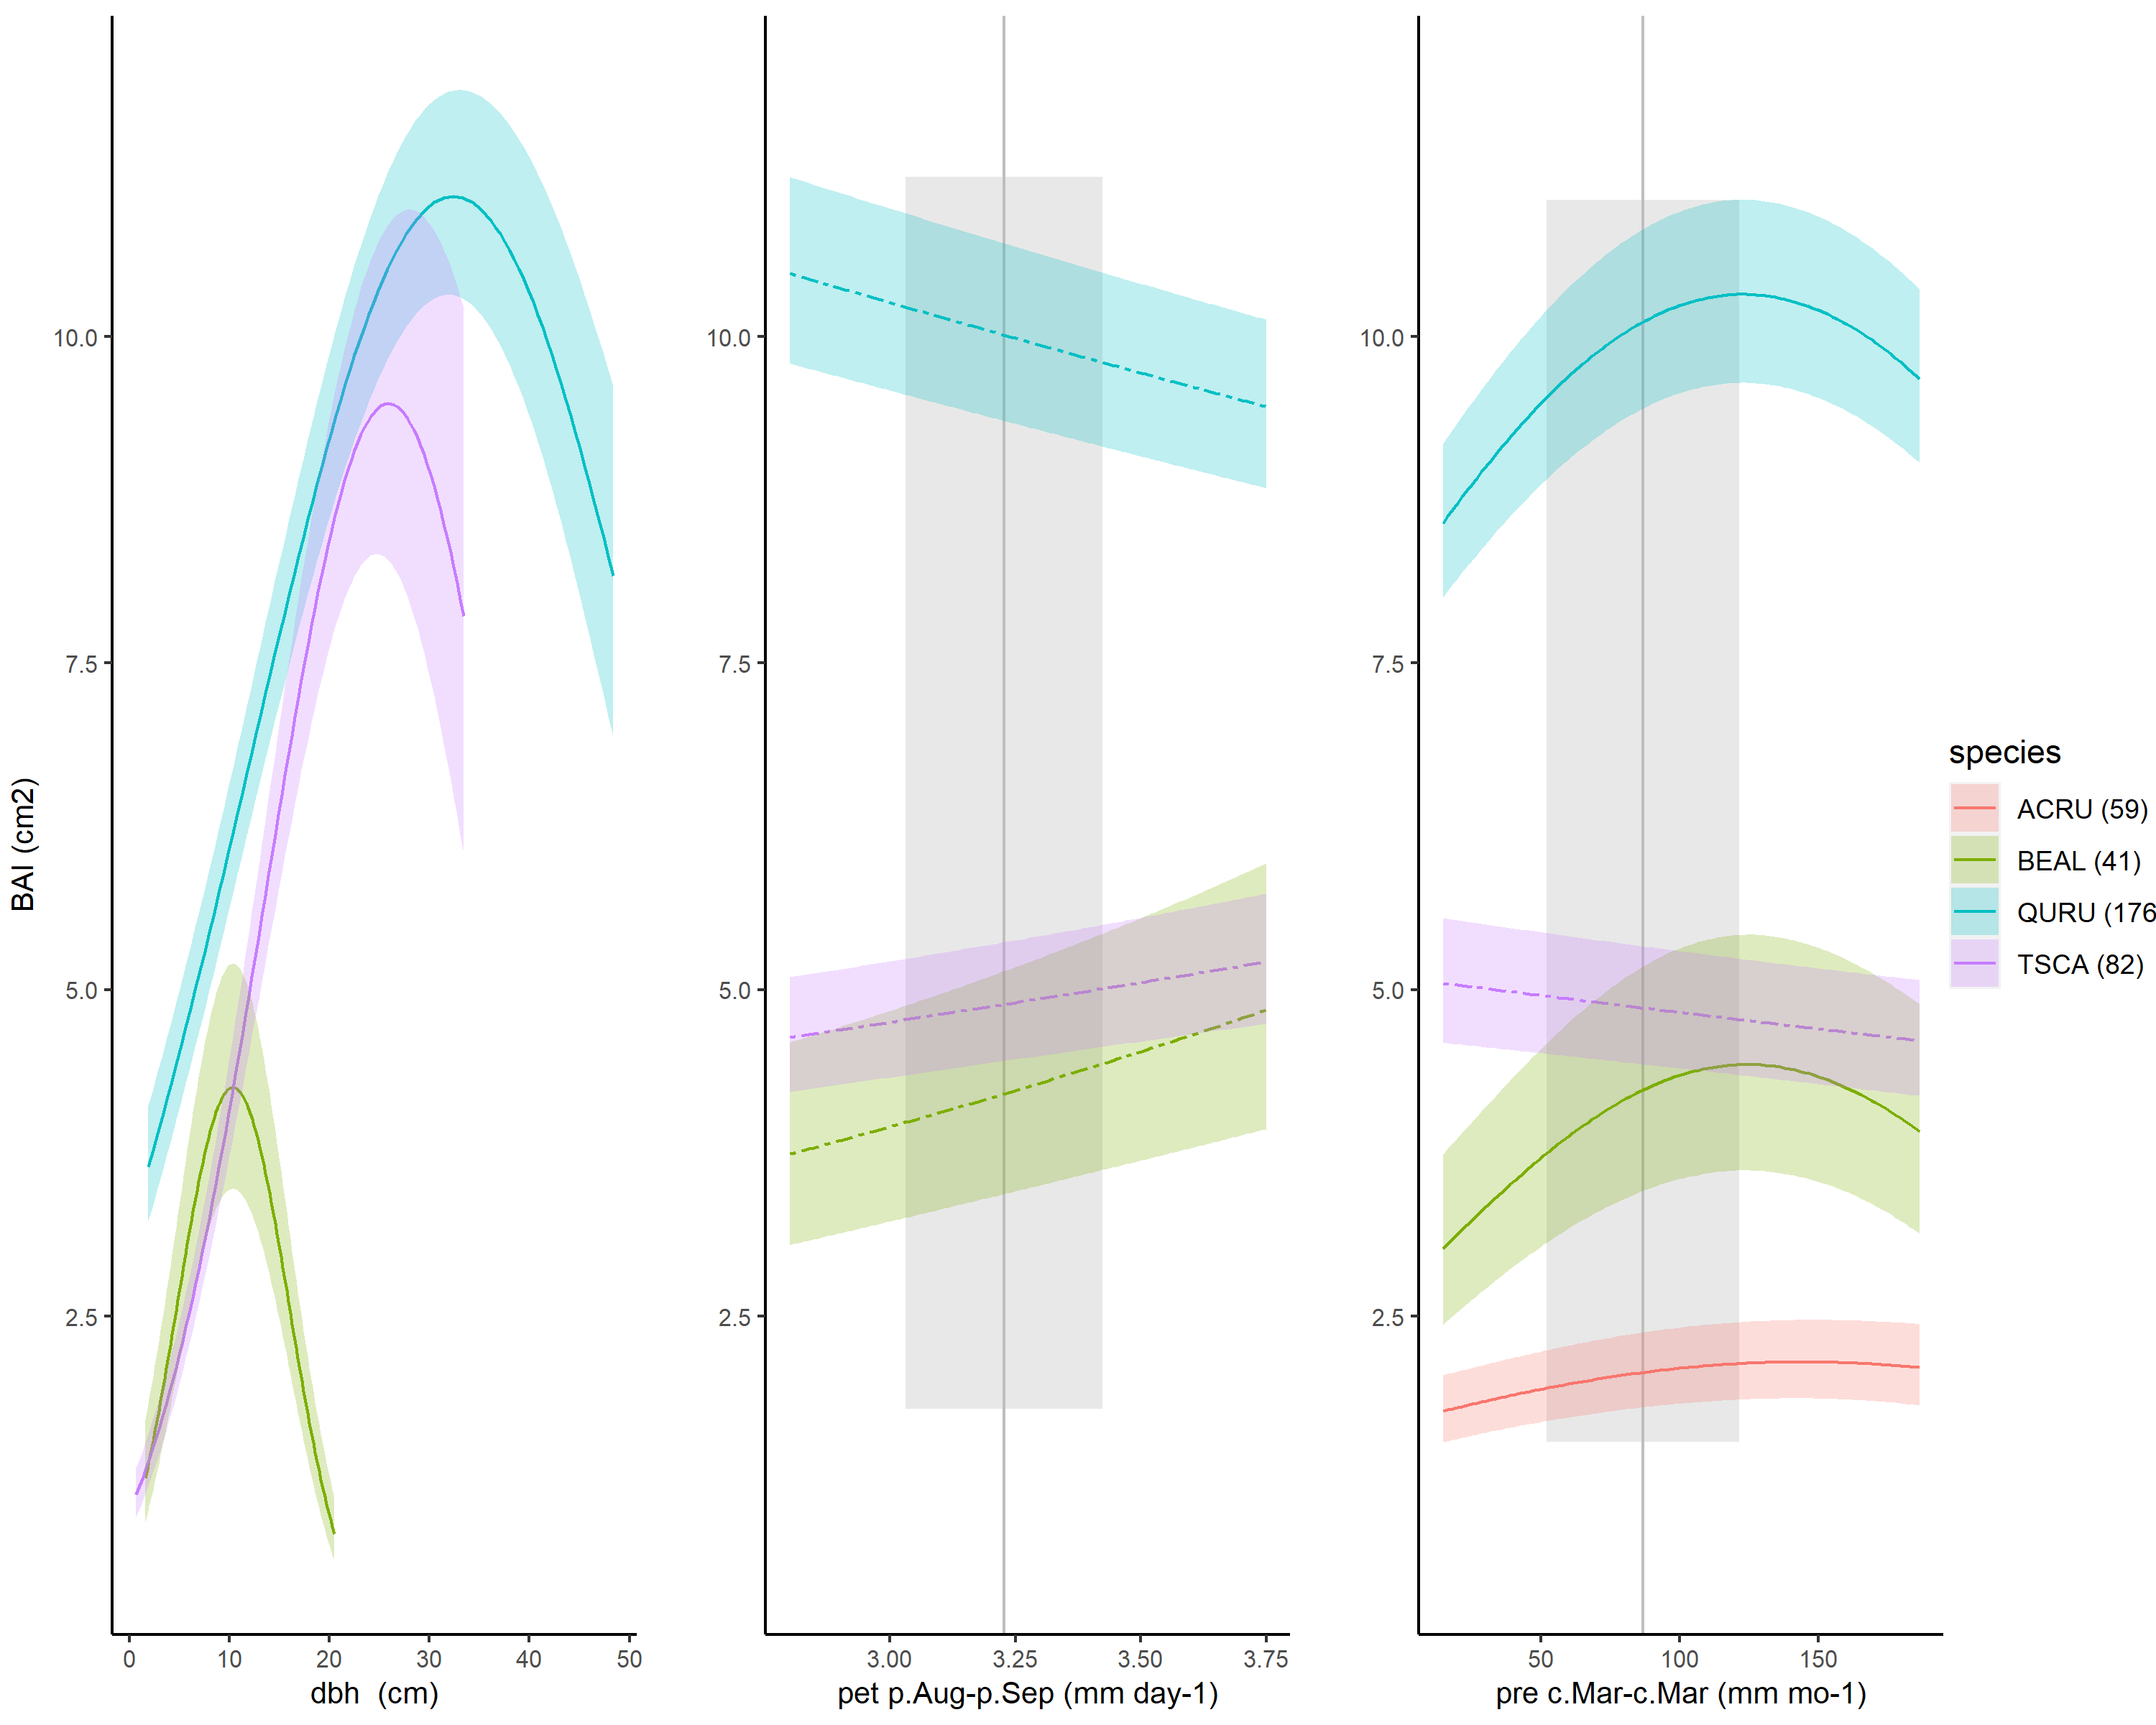 BAI (cm2)
10.0
7.5
5.0
2.5
0 10 20 30 40 50
dbh (cm)
10.0
7.5
5.0
2.5
3.00 3.25 3.50 3.75
pet p.Aug-p.Sep (mm day-1)
10.0
7.5
5.0
2.5
50 100 150
pre c.Mar-c.Mar (mm mo-1)
species
ACRU (59)
BEAL (41)
QURU (176
TSCA (82)